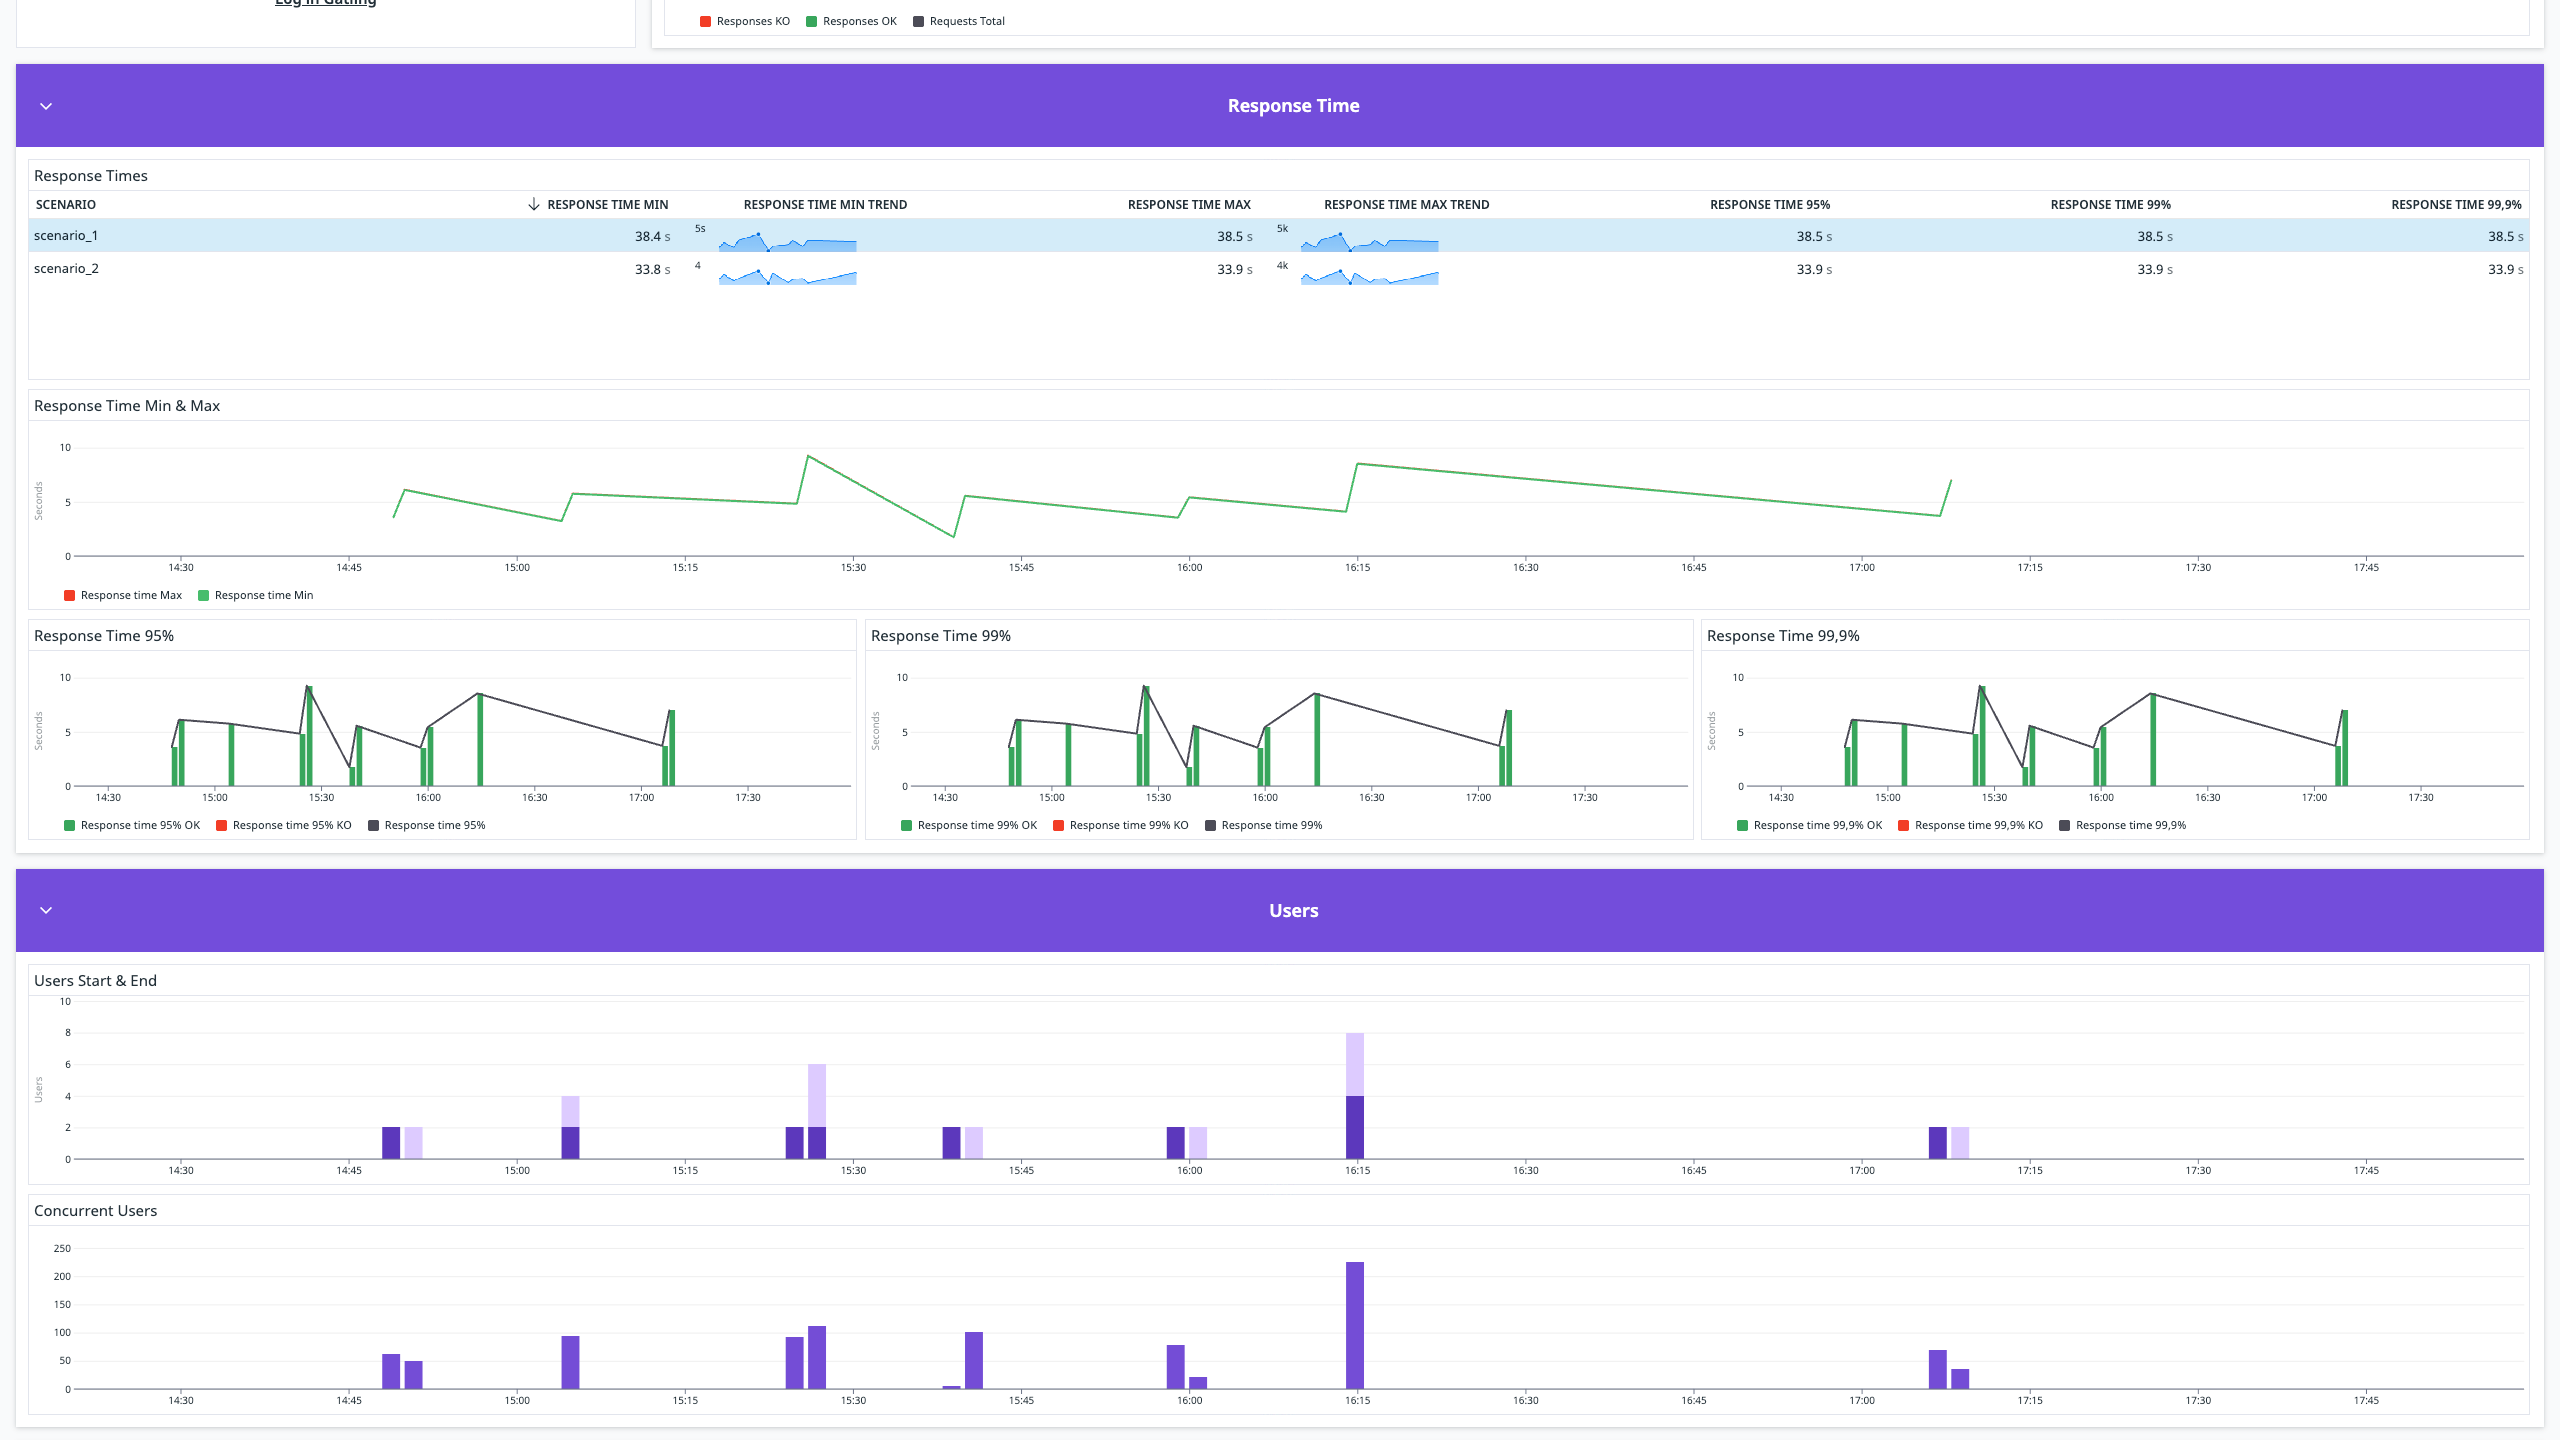 Log in Gatling
Responses KO Responses OK Requests Total
Response Time
Response Times
SCENARIO RESPONSE TIME MIN RESPONSE TIME MIN TREND RESPONSE TIME MAX RESPONSE TIME MAX TREND RESPONSE TIME 95% RESPONSE TIME 99% RESPONSE TIME 99,9%
scenario_1 38.4 s 5s 38.5 s 5k 38.5 s 38.5 s 38.5 s
scenario_2 33.8 s 4 33.9 s 4k 33.9 s 33.9 s 33.9 s
Response Time Min & Max
Seconds
10
5
0
14:30 14:45 15:00 15:15 15:30 15:45 16:00 16:15 16:30 16:45 17:00 17:15 17:30 17:45
Response time Max Response time Min
Response Time 95%
Seconds
10
5
0
14:30 15:00 15:30 16:00 16:30 17:00 17:30
Response time 95% OK Response time 95% KO Response time 95%
Response Time 99%
Seconds
10
5
0
14:30 15:00 15:30 16:00 16:30 17:00 17:30
Response time 99% OK Response time 99% KO Response time 99%
Response Time 99,9%
Seconds
10
5
0
14:30 15:00 15:30 16:00 16:30 17:00 17:30
Response time 99,9% OK Response time 99,9% KO Response time 99,9%
Users
Users Start & End
Users
10
8
6
4
2
0
14:30 14:45 15:00 15:15 15:30 15:45 16:00 16:15 16:30 16:45 17:00 17:15 17:30 17:45
Concurrent Users
250
200
150
100
50
0
14:30 14:45 15:00 15:15 15:30 15:45 16:00 16:15 16:30 16:45 17:00 17:15 17:30 17:45